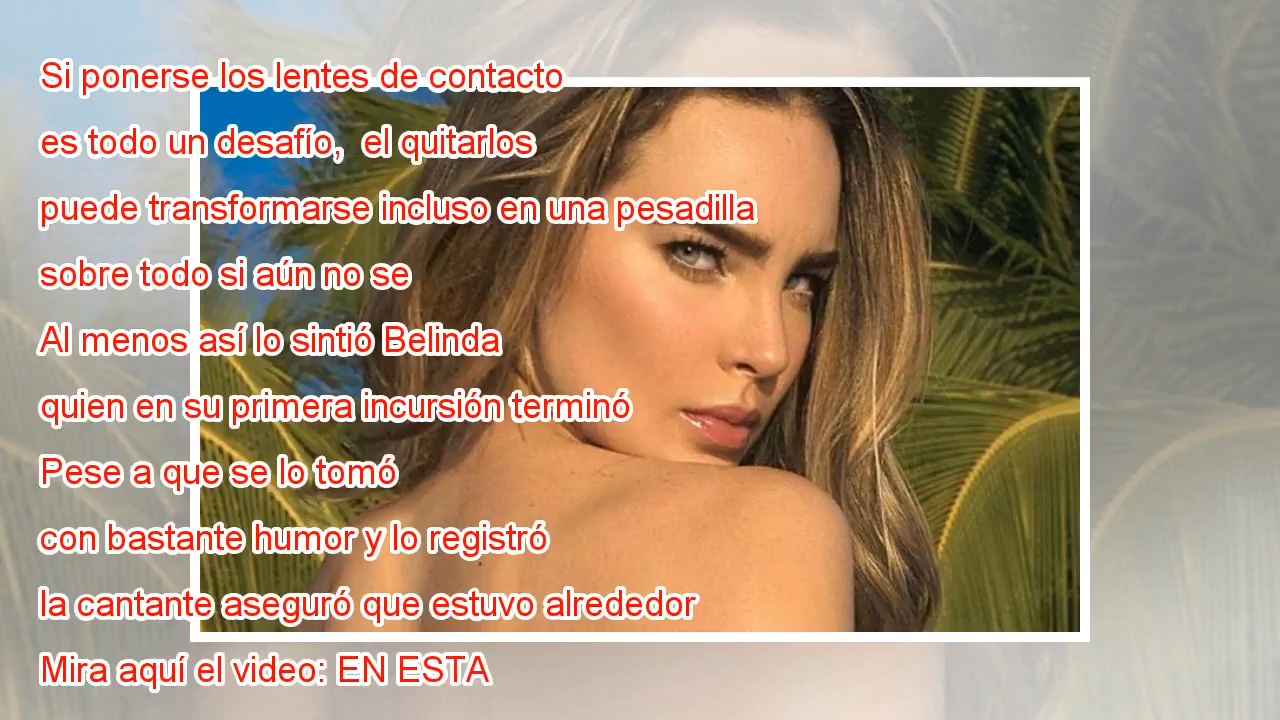 Si ponerse los lentes de contacto
es todo un desafío,  el quitarlos
puede transformarse incluso en una pesadilla
sobre todo si aún no se
Al menos así lo sintió Belinda
quien en su primera incursión terminó
Pese a que se lo tomó
con bastante humor y lo registró
la cantante aseguró que estuvo alrededor
Mira aquí el video: EN ESTA